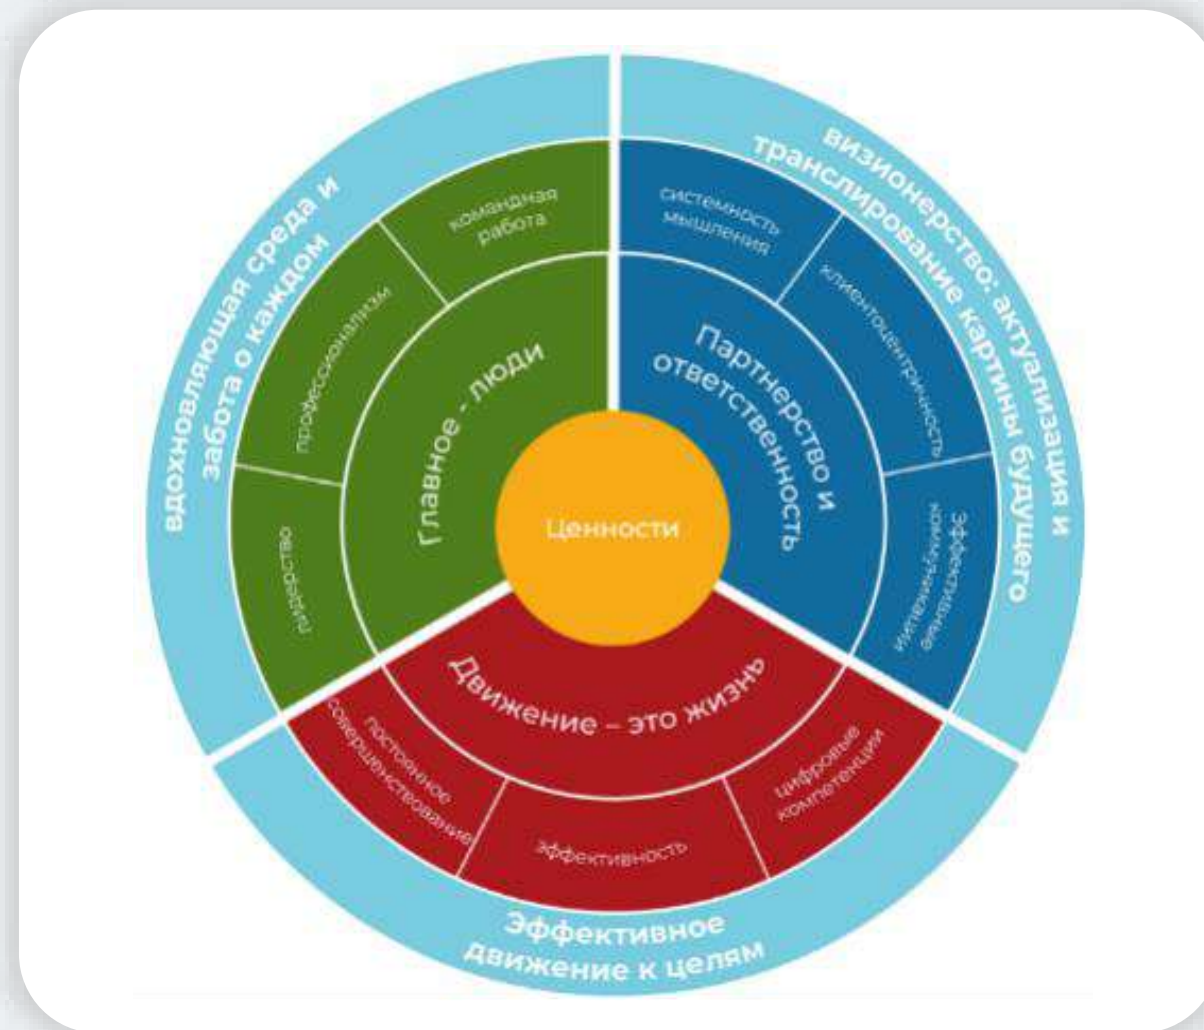 вдохновляющая среда и
забота о каждом
визионерство: актуализация и
транслирование картины будущего
командная
работа
профессионализм
лидерство
Главное - люди
системность
мышления
клиентоцентричность
эффективные
коммуникации
Партнерство и
ответственность
Ценности
Движение – это жизнь
постоянное
совершенствование
эффективность
цифровые
компетенции
Эффективное
движение к целям